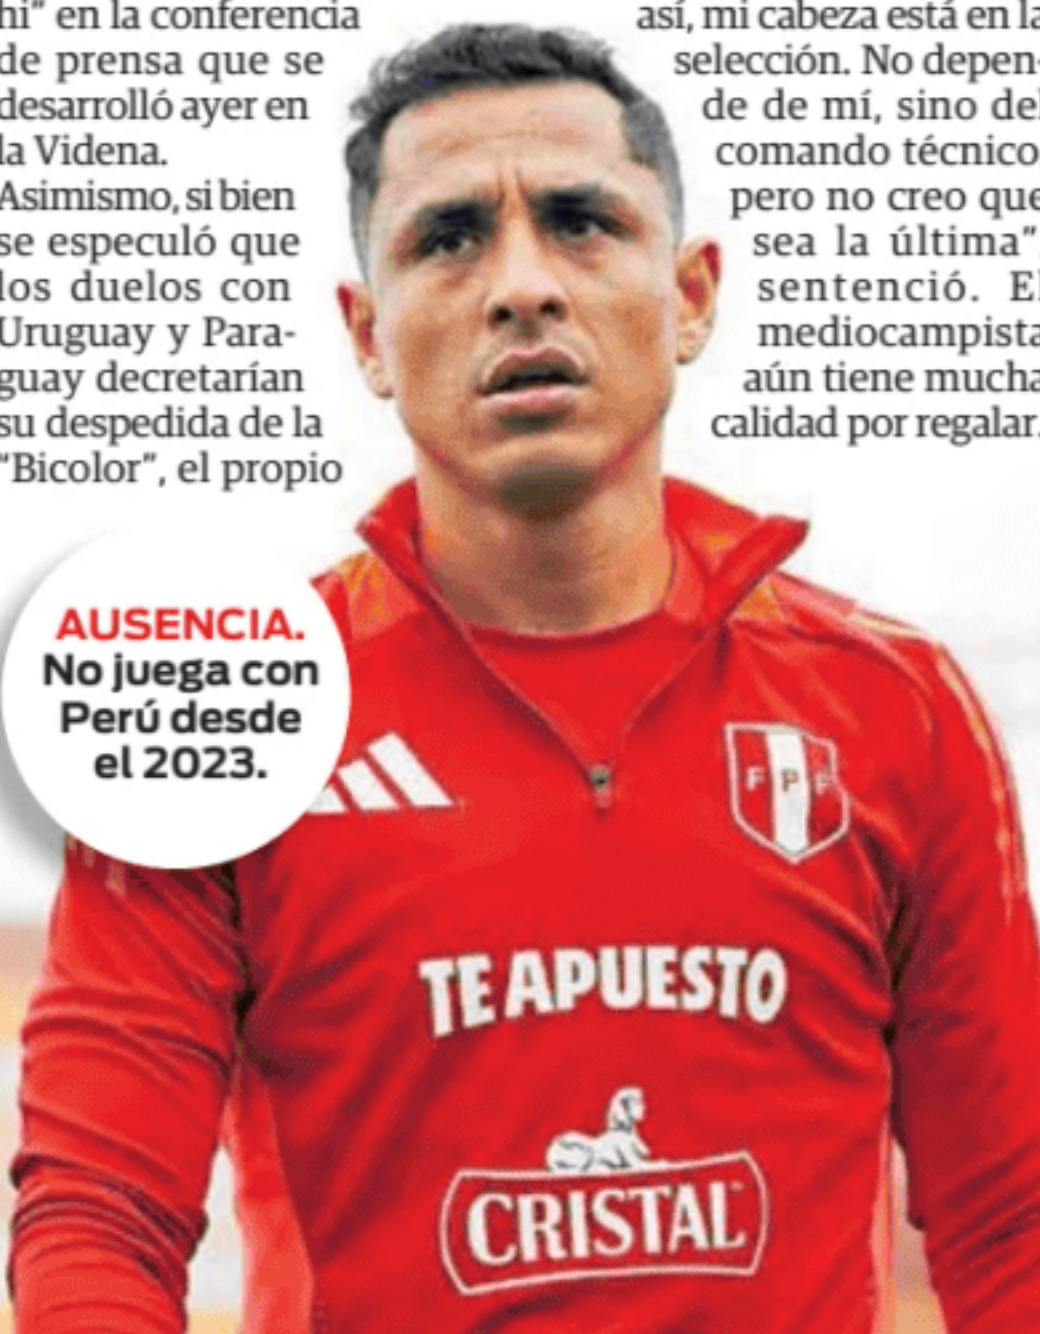 hi" en la conferencia
de prensa que se
desarrolló ayer en
la Videna.
Asimismo, si bien
se especuló que
los duelos con
Uruguay y Para-
guay decretarían
su despedida de la
"Bicolor", el propio
así, mi cabeza está en la
selección. No depen-
de de mí, sino del
comando técnico,
pero no creo que
sea la última",
sentenció. El
mediocampista
aún tiene mucha
calidad por regalar.
AUSENCIA.
No juega con
Perú desde
el 2023.
FPF
TE APUESTO
CRISTAL